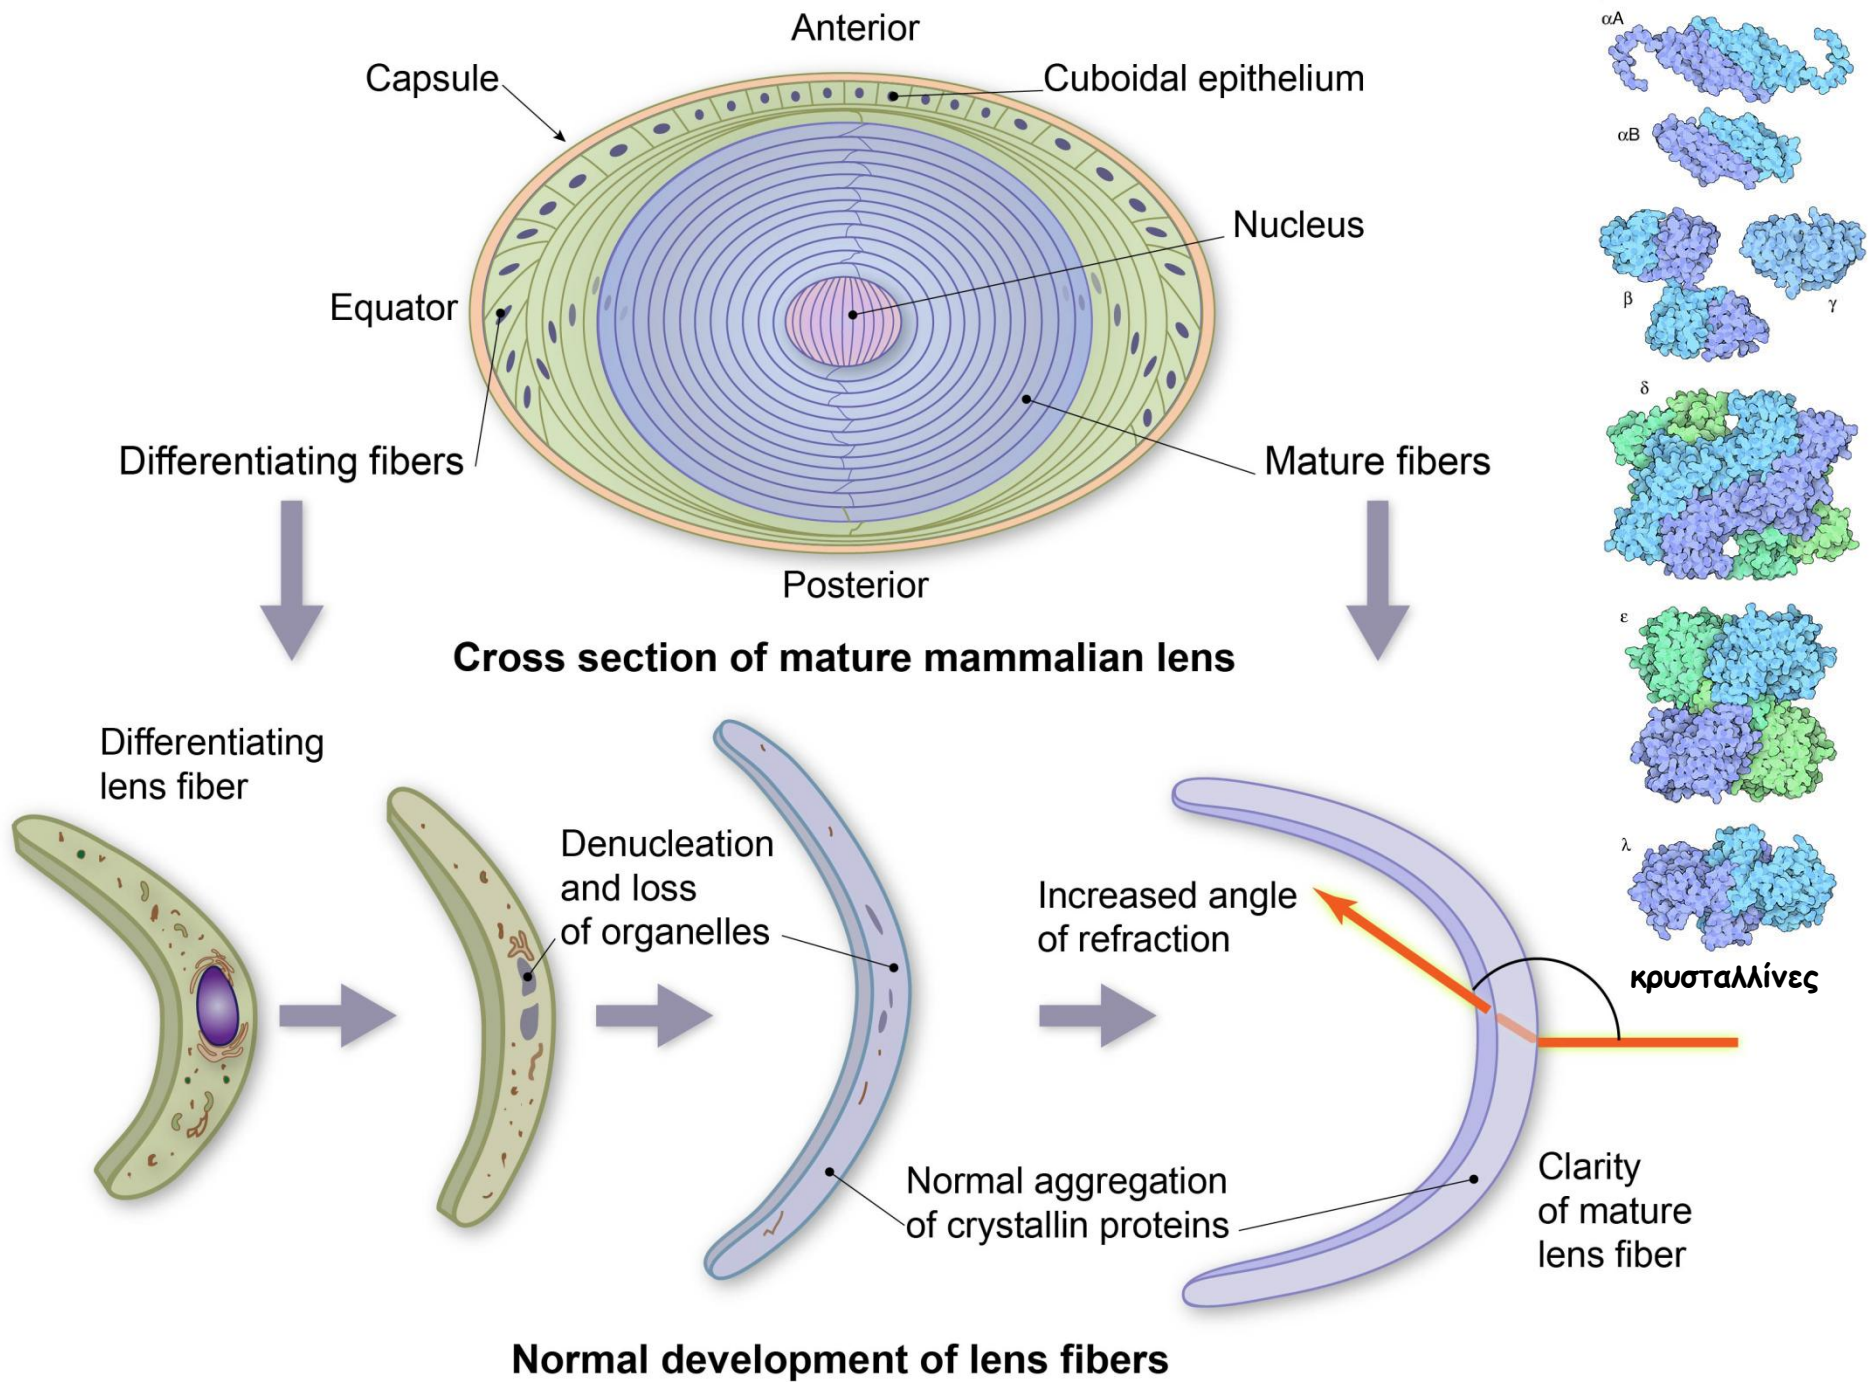 Anterior
Capsule
Cuboidal epithelium
Nucleus
Equator
Differentiating fibers
Mature fibers
Posterior
Cross section of mature mammalian lens
Differentiating
lens fiber
Denucleation
and loss
of organelles
Increased angle
of refraction
Normal aggregation
of crystallin proteins
Clarity
of mature
lens fiber
Normal development of lens fibers
αA
αB
β
γ
δ
ε
λ
κρυσταλλίνες